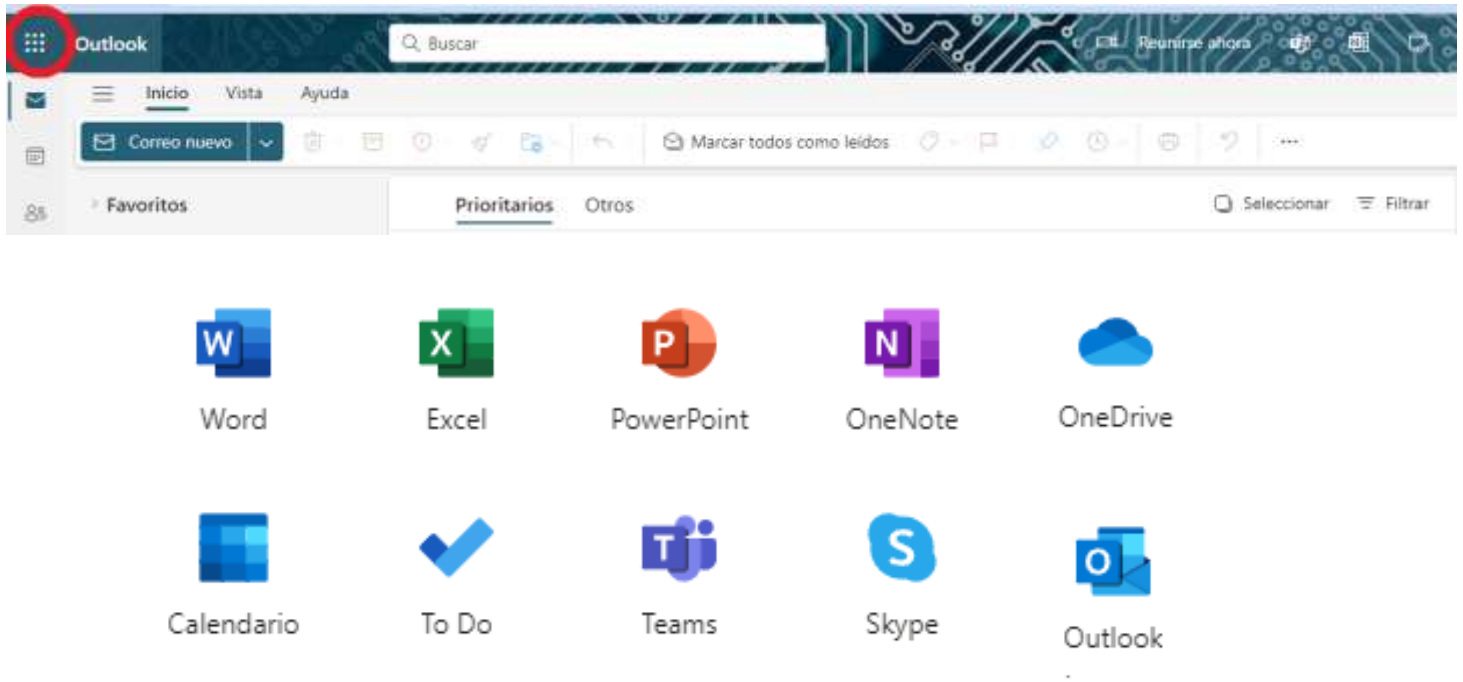 Outlook
Buscar
Reunirse ahora
Inicio Vista Ayuda
Correo nuevo
Marcar todos como leídos
Favoritos
Prioritarios Otros
Seleccionar Filtrar
W X P N
Word Excel PowerPoint OneNote OneDrive
T S O
Calendario To Do Teams Skype Outlook